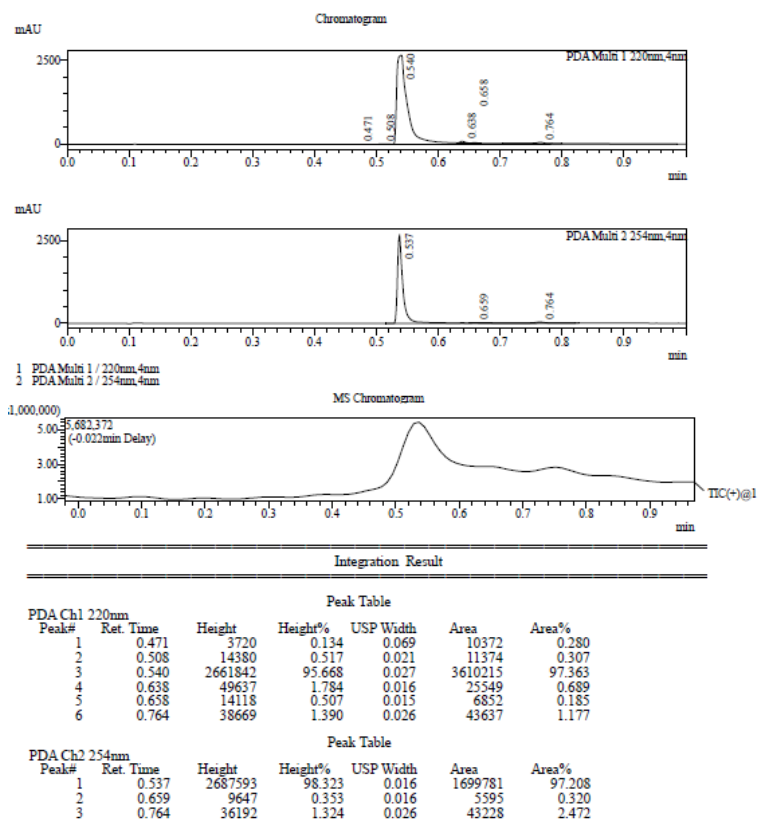 Chromatogram
mAU
PDA Multi 1 220nm,4nm
2500
0
0.471
0.508
0.540
0.638
0.658
0.764
0.0 0.1 0.2 0.3 0.4 0.5 0.6 0.7 0.8 0.9
min
mAU
PDA Multi 2 254nm,4nm
2500
0
0.537
0.659
0.764
0.0 0.1 0.2 0.3 0.4 0.5 0.6 0.7 0.8 0.9
min
1 PDA Multi 1 / 220nm,4nm
2 PDA Multi 2 / 254nm,4nm
MS Chromatogram
1,000,000)
5,682,372
(-0.022min Delay)
5.00
3.00
1.00
TIC(+)@1
0.0 0.1 0.2 0.3 0.4 0.5 0.6 0.7 0.8 0.9
min
Integration Result
Peak Table
PDA Ch1 220nm
Peak# Ret. Time Height Height% USP Width Area Area%
1 0.471 3720 0.134 0.069 10372 0.280
2 0.508 14380 0.517 0.021 11374 0.307
3 0.540 2661842 95.668 0.027 3610215 97.363
4 0.638 49637 1.784 0.016 25549 0.689
5 0.658 14118 0.507 0.015 6852 0.185
6 0.764 38669 1.390 0.026 43637 1.177
Peak Table
PDA Ch2 254nm
Peak# Ret. Time Height Height% USP Width Area Area%
1 0.537 2687593 98.323 0.016 1699781 97.208
2 0.659 9647 0.353 0.016 5595 0.320
3 0.764 36192 1.324 0.026 43228 2.472